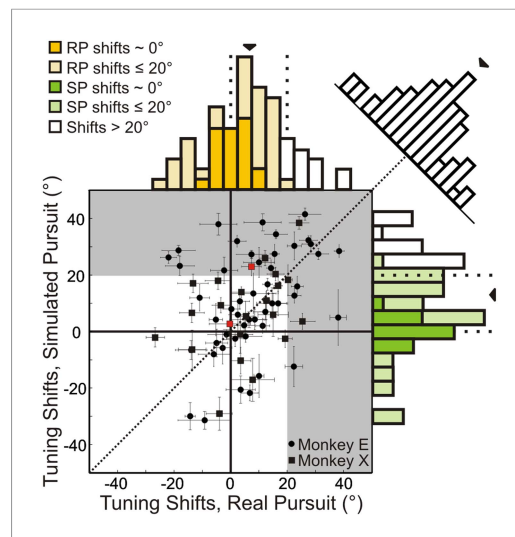 RP shifts ~ 0°
RP shifts ≤ 20°
SP shifts ~ 0°
SP shifts ≤ 20°
Shifts > 20°
Tuning Shifts, Simulated Pursuit (°)
40
20
0
-20
-40
Monkey E
Monkey X
-40 -20 0 20 40
Tuning Shifts, Real Pursuit (°)